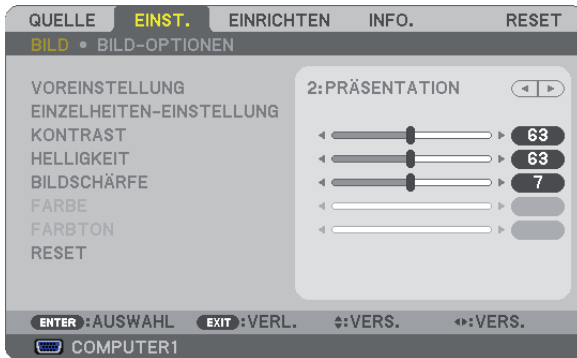 QUELLE EINST. EINRICHTEN INFO. RESET
BILD • BILD-OPTIONEN
VOREINSTELLUNG 2:PRÄSENTATION
EINZELHEITEN-EINSTELLUNG
KONTRAST 63
HELLIGKEIT 63
BILDSCHÄRFE 7
FARBE
FARBTON
RESET
ENTER :AUSWAHL EXIT :VERL. :VERS. :VERS.
COMPUTER1